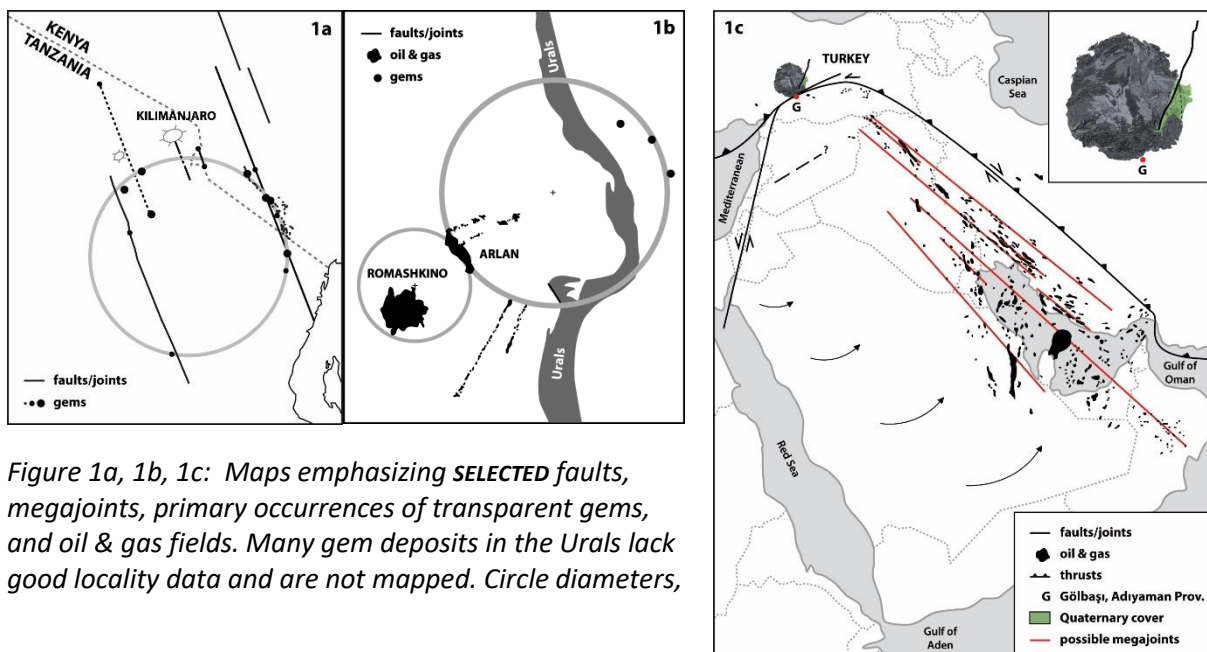 1a
KENYA
TANZANIA
KILIMANJARO
faults/joints
gems
1b
faults/joints
oil & gas
gems
Urals
ARLAN
ROMASHKINO
Urals
1c
TURKEY
Caspian
Sea
G
G
Mediterranean
?
Red Sea
Gulf of
Oman
Gulf of
Aden
faults/joints
oil & gas
thrusts
G Gölbaşı, Adıyaman Prov.
Quaternary cover
possible megajoints
Figure 1a, 1b, 1c: Maps emphasizing SELECTED faults,
megajoints, primary occurrences of transparent gems,
and oil & gas fields. Many gem deposits in the Urals lack
good locality data and are not mapped. Circle diameters,